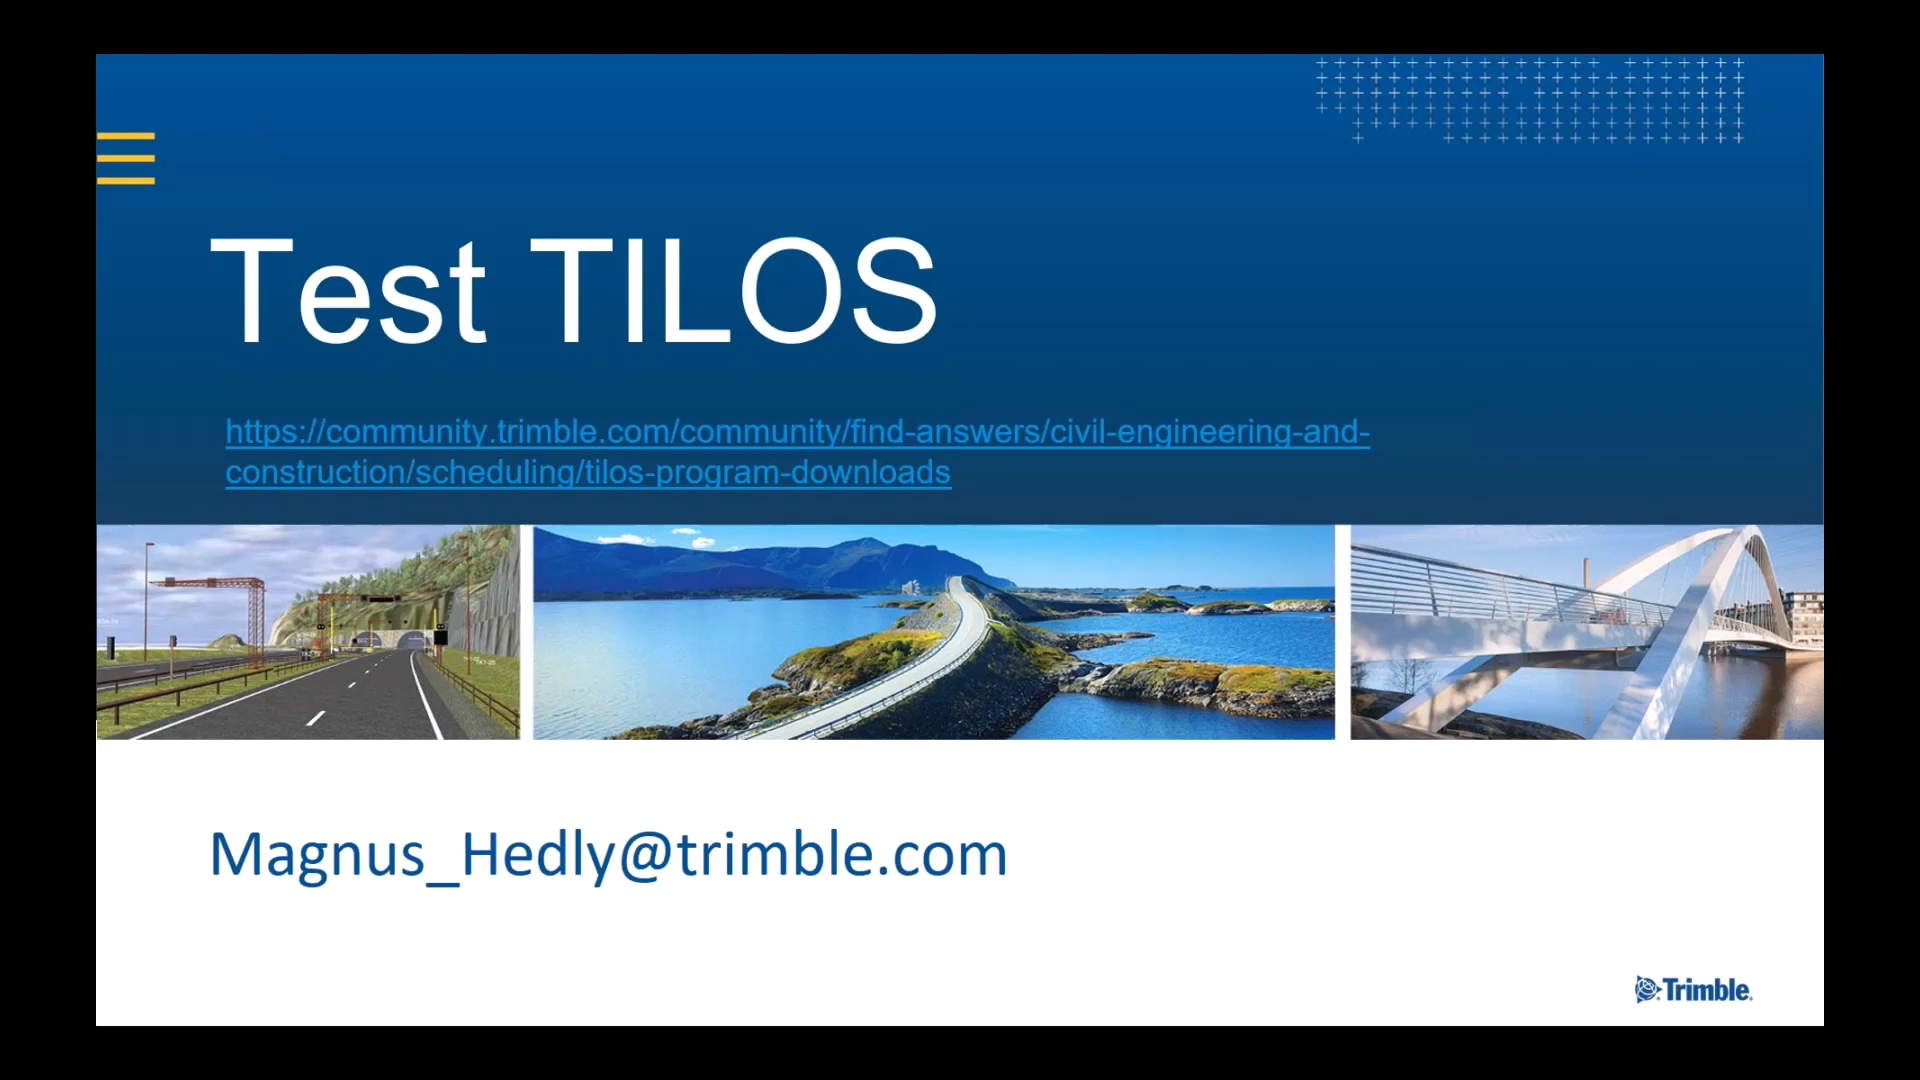 Test TILOS
https://community.trimble.com/community/find-answers/civil-engineering-and-
construction/scheduling/tilos-program-downloads
Magnus_Hedly@trimble.com
Trimble